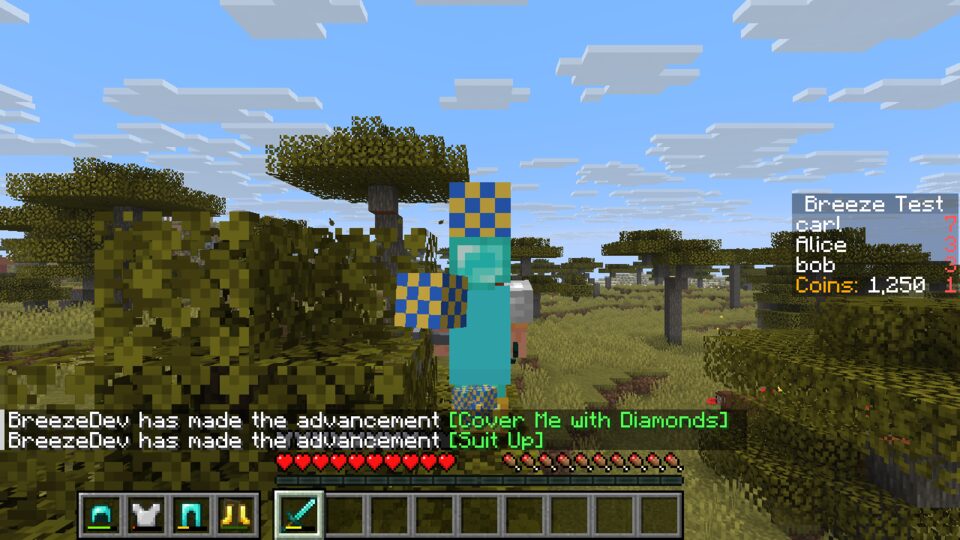 Breeze Test
carl 7
Alice 3
bob 3
Coins: 1,250 1
BreezeDev has made the advancement [Cover Me with Diamonds]
BreezeDev has made the advancement [Suit Up]